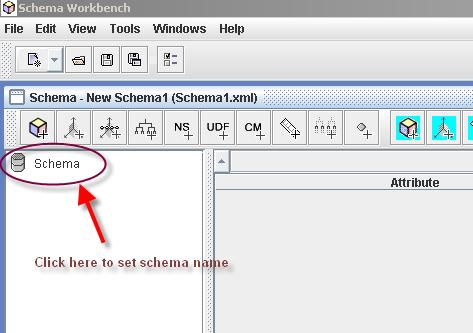 Schema Workbench
File Edit View Tools Windows Help
Schema - New Schema1 (Schema1.xml)
NS UDF CM
Schema
Attribute
Click here to set schema name